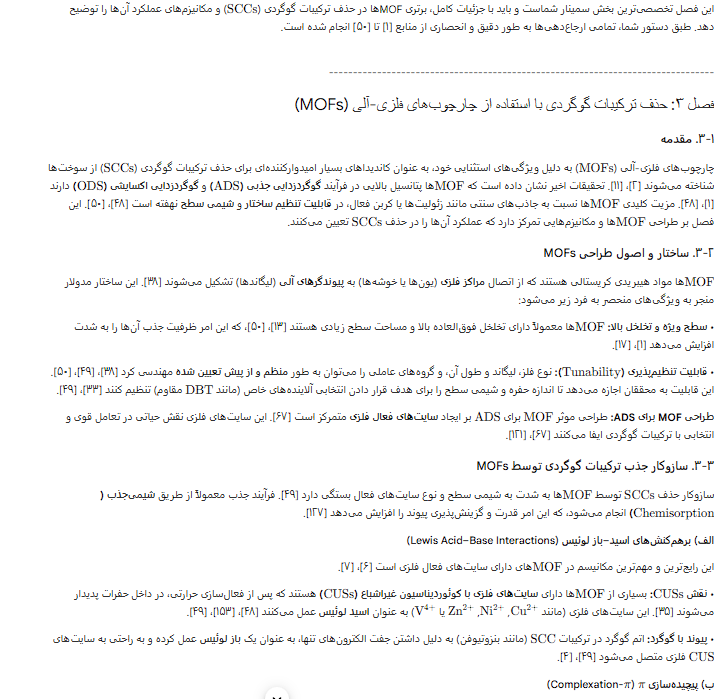 این فصل تخصصی‌ترین بخش سمینار شماست و باید با جزئیات کامل، برتری MOFها در حذف ترکیبات گوگردی (SCCs) و مکانیزم‌های عملکرد آن‌ها را توضیح
دهد. طبق دستور شما، تمامی ارجاع‌دهی‌ها به طور دقیق و انحصاری از منابع [۱] تا [۵۰] انجام شده است.
--------------------------------------------------------------------------------
فصل ۳: حذف ترکیبات گوگردی با استفاده از چارچوب‌های فلزی-آلی (MOFs)
۳-۱. مقدمه
چارچوب‌های فلزی-آلی (MOFs) به دلیل ویژگی‌های استثنایی خود، به عنوان کاندیداهای بسیار امیدوارکننده‌ای برای حذف ترکیبات گوگردی (SCCs) از سوخت‌ها
شناخته می‌شوند [۲]، [۱۱]. تحقیقات اخیر نشان داده است که MOFها پتانسیل بالایی در فرآیند گوگردزدایی جذبی (ADS) و گوگردزدایی اکسایشی (ODS) دارند
[۱]، [۴۸]. مزیت کلیدی MOFها نسبت به جاذب‌های سنتی مانند زئولیت‌ها یا کربن فعال، در قابلیت تنظیم ساختار و شیمی سطح نهفته است [۴۸]، [۵۰]. این
فصل بر طراحی MOFها و مکانیزم‌هایی تمرکز دارد که عملکرد آن‌ها را در حذف SCCs تعیین می‌کنند.
۳-۲. ساختار و اصول طراحی MOFs
MOFها مواد هیبریدی کریستالی هستند که از اتصال مراکز فلزی (یون‌ها یا خوشه‌ها) به پیوندگرهای آلی (لیگاندها) تشکیل می‌شوند [۳۸]. این ساختار مدولار
منجر به ویژگی‌های منحصر به فرد زیر می‌شود:
• سطح ویژه و تخلخل بالا: MOFها معمولاً دارای تخلخل فوق‌العاده بالا و مساحت سطح زیادی هستند [۱۳]، [۵۰]، که این امر ظرفیت جذب آن‌ها را به شدت
افزایش می‌دهد [۱]، [۱۷].
• قابلیت تنظیم‌پذیری (Tunability): نوع فلز، لیگاند و طول آن، و گروه‌های عاملی را می‌توان به طور منظم و از پیش تعیین شده مهندسی کرد [۳۸]، [۴۹]، [۵۰].
این قابلیت به محققان اجازه می‌دهد تا اندازه حفره و شیمی سطح را برای هدف قرار دادن انتخابی آلاینده‌های خاص (مانند DBT مقاوم) تنظیم کنند [۳۳]، [۴۹].
طراحی MOF برای ADS: طراحی موثر MOF برای ADS بر ایجاد سایت‌های فعال فلزی متمرکز است [۶۷]. این سایت‌های فلزی نقش حیاتی در تعامل قوی و
انتخابی با ترکیبات گوگردی ایفا می‌کنند [۶۷]، [۱۲۱].
۳-۳. سازوکار جذب ترکیبات گوگردی توسط MOFs
سازوکار حذف SCCs توسط MOFها به شدت به شیمی سطح و نوع سایت‌های فعال بستگی دارد [۴۹]. فرآیند جذب معمولاً از طریق شیمی‌جذب (
Chemisorption) انجام می‌شود، که این امر قدرت و گزینش‌پذیری پیوند را افزایش می‌دهد [۱۲۷].
الف) برهم‌کنش‌های اسید-باز لوئیس (Lewis Acid–Base Interactions)
این رایج‌ترین و مهم‌ترین مکانیسم در MOFهای دارای سایت‌های فعال فلزی است [۶]، [۷].
• نقش CUSs: بسیاری از MOFها دارای سایت‌های فلزی با کوئوردیناسیون غیراشباع (CUSs) هستند که پس از فعال‌سازی حرارتی، در داخل حفرات پدیدار
می‌شوند [۳۵]. این سایت‌های فلزی (مانند Cu²⁺، Ni²⁺، Zn²⁺ یا V⁴⁺) به عنوان اسید لوئیس عمل می‌کنند [۴۸]، [۱۵۳]، [۴۹].
• پیوند با گوگرد: اتم گوگرد در ترکیبات SCC (مانند بنزوتیوفن) به دلیل داشتن جفت الکترون‌های تنها، به عنوان یک باز لوئیس عمل کرده و به راحتی به سایت‌های
CUS فلزی متصل می‌شود [۴۹]، [۴].
ب) پیچیده‌سازی π (Complexation-π)